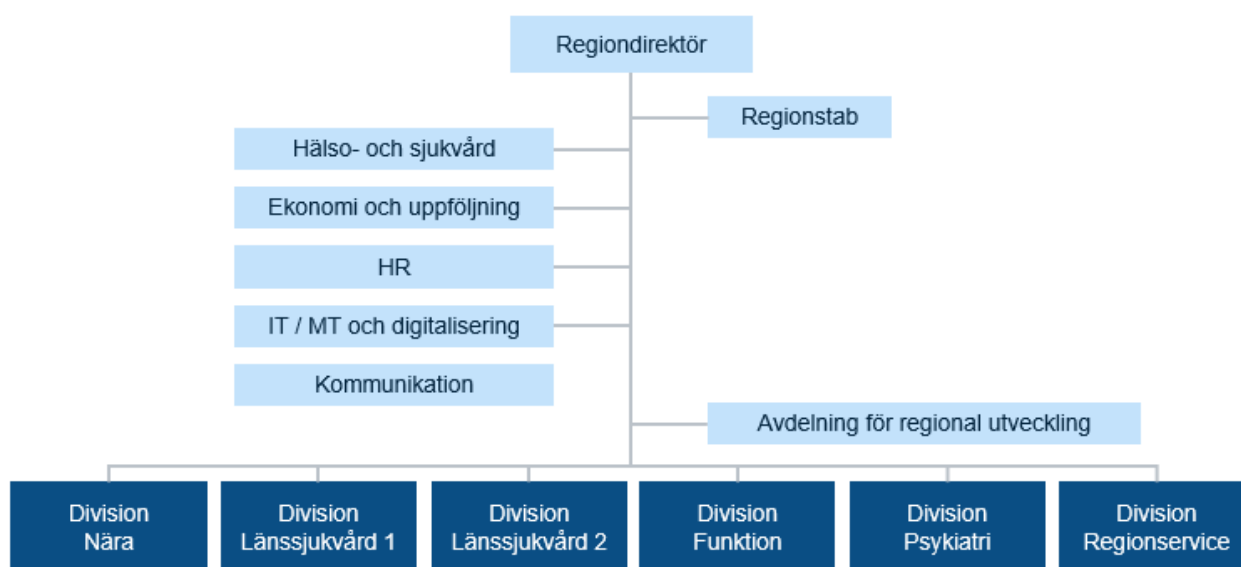 Regiondirektör
Regionstab
Hälso- och sjukvård
Ekonomi och uppföljning
HR
IT / MT och digitalisering
Kommunikation
Avdelning för regional utveckling
Division
Nära
Division
Länssjukvård 1
Division
Länssjukvård 2
Division
Funktion
Division
Psykiatri
Division
Regionservice